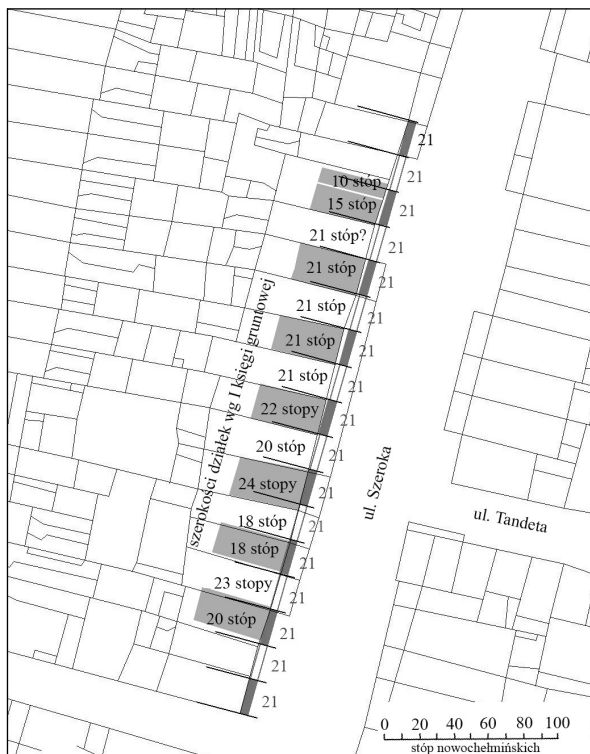 21
21
10 stóp
15 stóp
21
21 stóp?
21
21 stóp
21
21 stóp
21
21 stóp
21
21 stóp
21
22 stopy
21
20 stóp
21
24 stopy
21
18 stóp
21
18 stóp
21
23 stopy
21
20 stóp
21
21
21
szerokości działek wg I księgi gruntowej
ul. Szeroka
ul. Tandeta
0 20 40 60 80 100
stóp nowochełmińskich